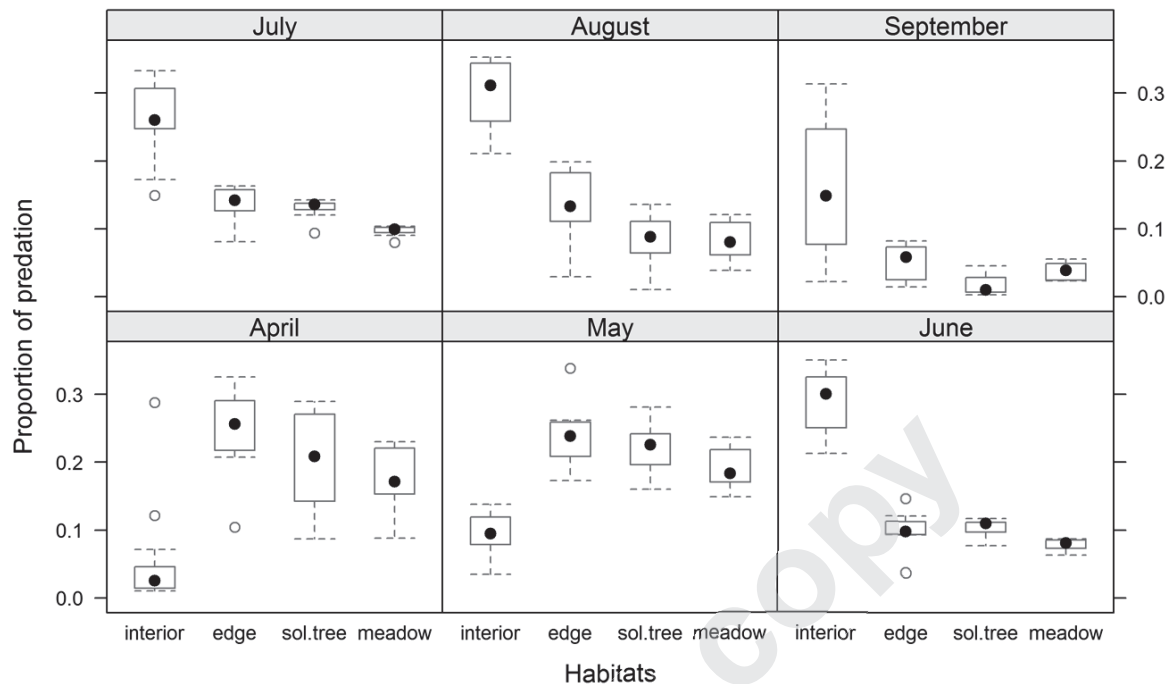 July August September
0.3
0.2
0.1
0.0
Proportion of predation
April May June
0.3
0.2
0.1
0.0
copy
interior edge sol.tree meadow interior edge sol.tree meadow interior edge sol.tree meadow
Habitats